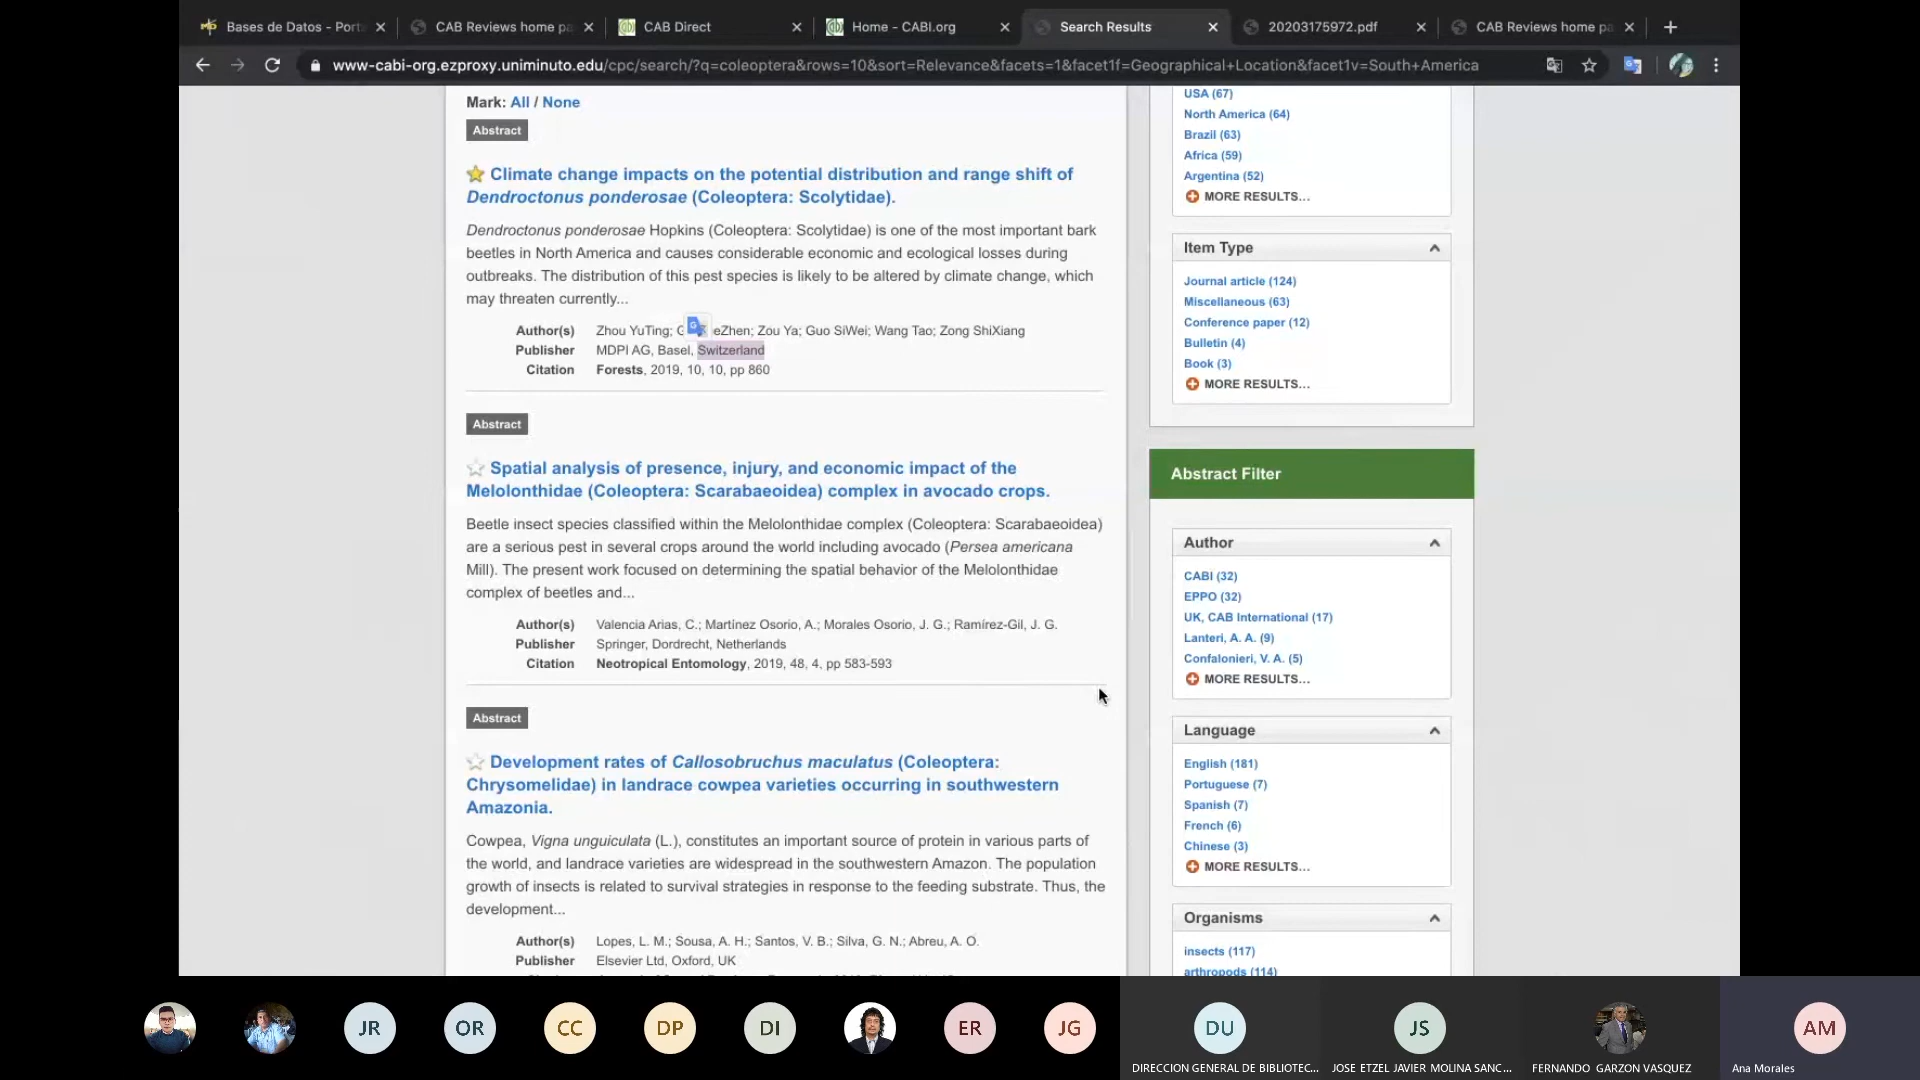 Bases de Datos - Port
CAB Reviews home pa
CAB Direct
Home - CABI.org
Search Results
20203175972.pdf
CAB Reviews home pa
www-cabi-org.ezproxy.uniminuto.edu/cpc/search/?q=coleoptera&rows=10&sort=Relevance&facets=1&facet1f=Geographical+Location&facet1v=South+America
Mark: All / None
Abstract
Climate change impacts on the potential distribution and range shift of
Dendroctonus ponderosae (Coleoptera: Scolytidae).
Dendroctonus ponderosae Hopkins (Coleoptera: Scolytidae) is one of the most important bark
beetles in North America and causes considerable economic and ecological losses during
outbreaks. The distribution of this pest species is likely to be altered by climate change, which
may threaten currently...
Author(s) Zhou YuTing; G eZhen; Zou Ya; Guo SiWei; Wang Tao; Zong ShiXiang
Publisher MDPI AG, Basel, Switzerland
Citation Forests, 2019, 10, 10, pp 860
Abstract
Spatial analysis of presence, injury, and economic impact of the
Melolonthidae (Coleoptera: Scarabaeoidea) complex in avocado crops.
Beetle insect species classified within the Melolonthidae complex (Coleoptera: Scarabaeoidea)
are a serious pest in several crops around the world including avocado (Persea americana
Mill). The present work focused on determining the spatial behavior of the Melolonthidae
complex of beetles and...
Author(s) Valencia Arias, C.; Martínez Osorio, A.; Morales Osorio, J. G.; Ramírez-Gil, J. G.
Publisher Springer, Dordrecht, Netherlands
Citation Neotropical Entomology, 2019, 48, 4, pp 583-593
Abstract
Development rates of Callosobruchus maculatus (Coleoptera:
Chrysomelidae) in landrace cowpea varieties occurring in southwestern
Amazonia.
Cowpea, Vigna unguiculata (L.), constitutes an important source of protein in various parts of
the world, and landrace varieties are widespread in the southwestern Amazon. The population
growth of insects is related to survival strategies in response to the feeding substrate. Thus, the
development...
Author(s) Lopes, L. M.; Sousa, A. H.; Santos, V. B.; Silva, G. N.; Abreu, A. O.
Publisher Elsevier Ltd, Oxford, UK
USA (67)
North America (64)
Brazil (63)
Africa (59)
Argentina (52)
MORE RESULTS...
Item Type
Journal article (124)
Miscellaneous (63)
Conference paper (12)
Bulletin (4)
Book (3)
MORE RESULTS...
Abstract Filter
Author
CABI (32)
EPPO (32)
UK, CAB International (17)
Lanteri, A. A. (9)
Confalonieri, V. A. (5)
MORE RESULTS...
Language
English (181)
Portuguese (7)
Spanish (7)
French (6)
Chinese (3)
MORE RESULTS...
Organisms
insects (117)
arthropods (114)
JR
OR
CC
DP
DI
ER
JG
DU
JS
AM
DIRECCION GENERAL DE BIBLIOTEC...
JOSE ETZEL JAVIER MOLINA SANC...
FERNANDO GARZON VASQUEZ
Ana Morales